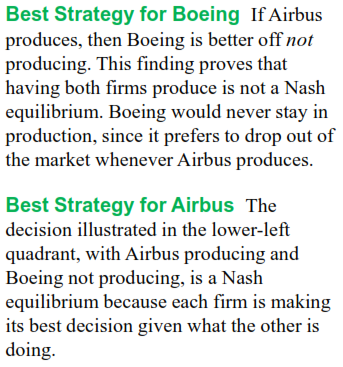 Best Strategy for Boeing If Airbus
produces, then Boeing is better off not
producing. This finding proves that
having both firms produce is not a Nash
equilibrium. Boeing would never stay in
production, since it prefers to drop out of
the market whenever Airbus produces.
Best Strategy for Airbus The
decision illustrated in the lower-left
quadrant, with Airbus producing and
Boeing not producing, is a Nash
equilibrium because each firm is making
its best decision given what the other is
doing.